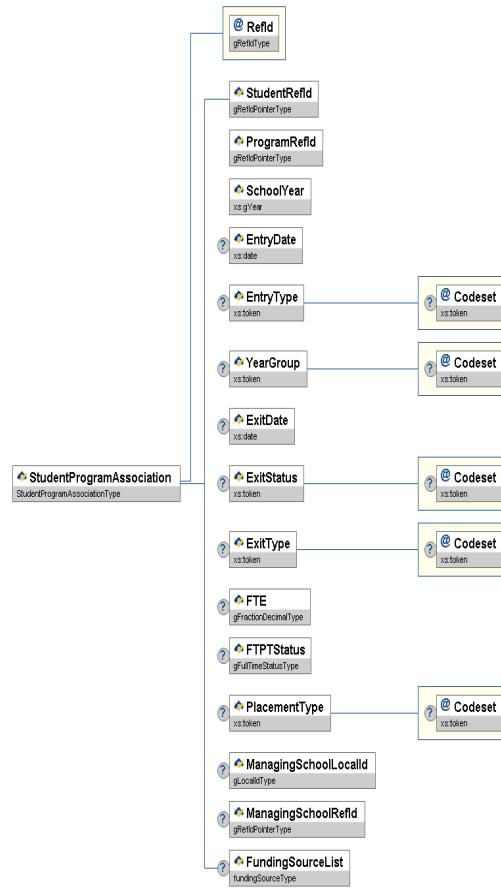 @ RefId
gRefIdType
StudentRefId
gRefIdPointerType
ProgramRefId
gRefIdPointerType
SchoolYear
xs:gYear
? EntryDate
xs:date
? EntryType
xs:token
? @ Codeset
xs:token
? YearGroup
xs:token
? @ Codeset
xs:token
? ExitDate
xs:date
StudentProgramAssociation
StudentProgramAssociationType
? ExitStatus
xs:token
? @ Codeset
xs:token
? ExitType
xs:token
? @ Codeset
xs:token
? FTE
gFractionDecimalType
? FTPTStatus
gFullTimeStatusType
? PlacementType
xs:token
? @ Codeset
xs:token
? ManagingSchoolLocalId
gLocalIdType
? ManagingSchoolRefId
gRefIdPointerType
? FundingSourceList
fundingSourceType